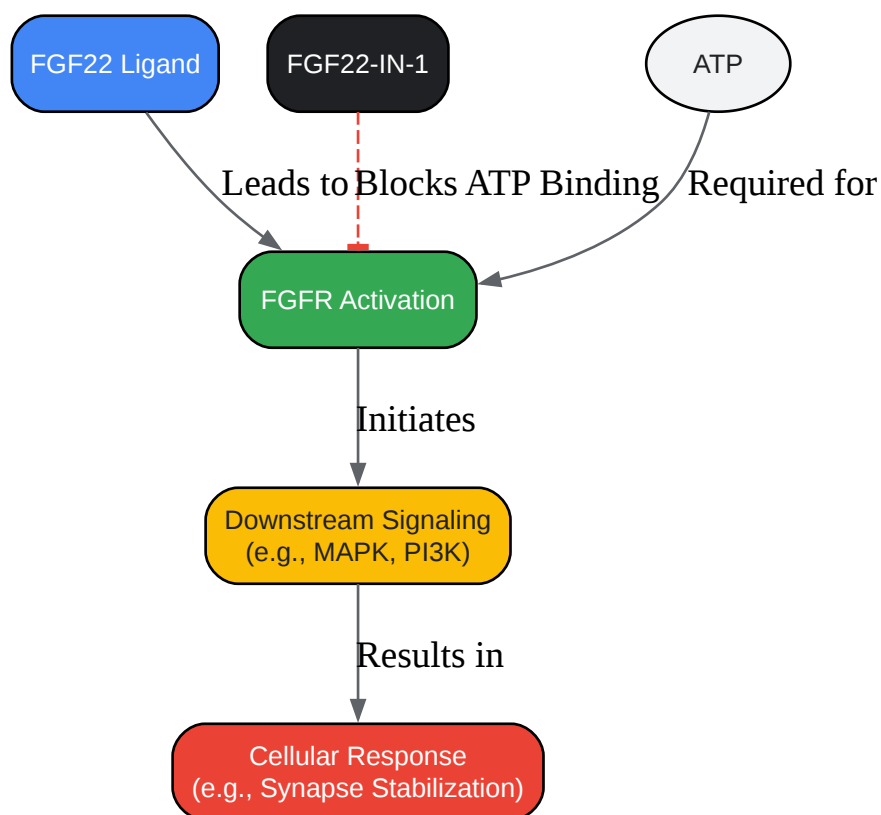 FGF22 Ligand
FGF22-IN-1
ATP
Leads to
Blocks ATP Binding
Required for
FGFR Activation
Initiates
Downstream Signaling
(e.g., MAPK, PI3K)
Results in
Cellular Response
(e.g., Synapse Stabilization)